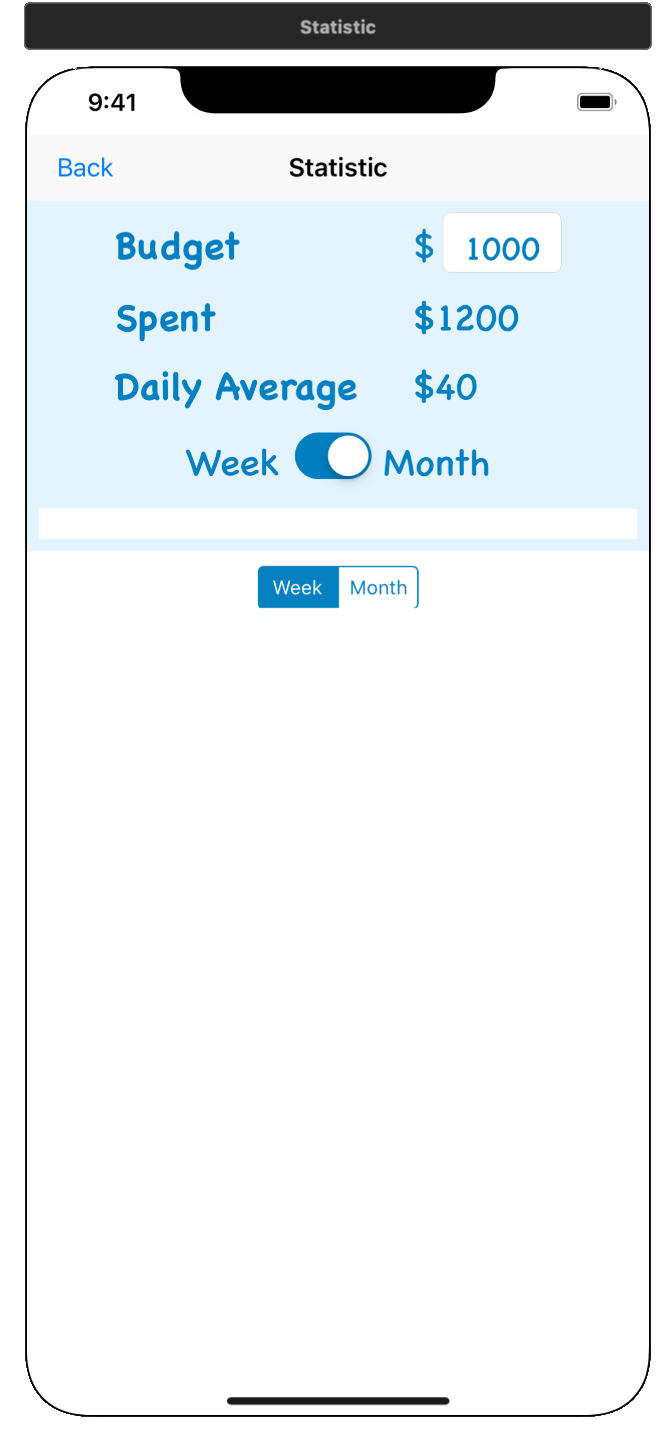 Statistic
9:41
Back Statistic
Budget $ 1000
Spent $1200
Daily Average $40
Week Month
Week Month